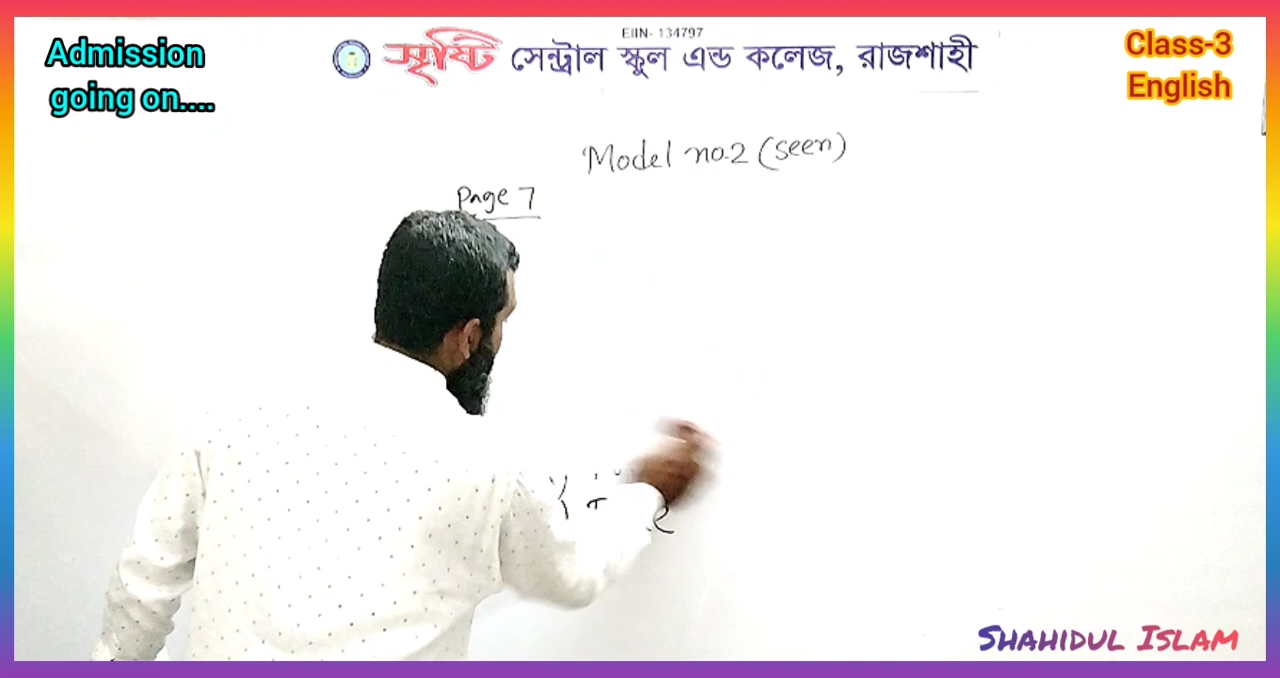 Admission
going on....
EIIN- 134797
সৃষ্টি সেন্ট্রাল স্কুল এন্ড কলেজ, রাজশাহী
Class-3
English
Model no.2 (seen)
Page 7
SHAHIDUL ISLAM